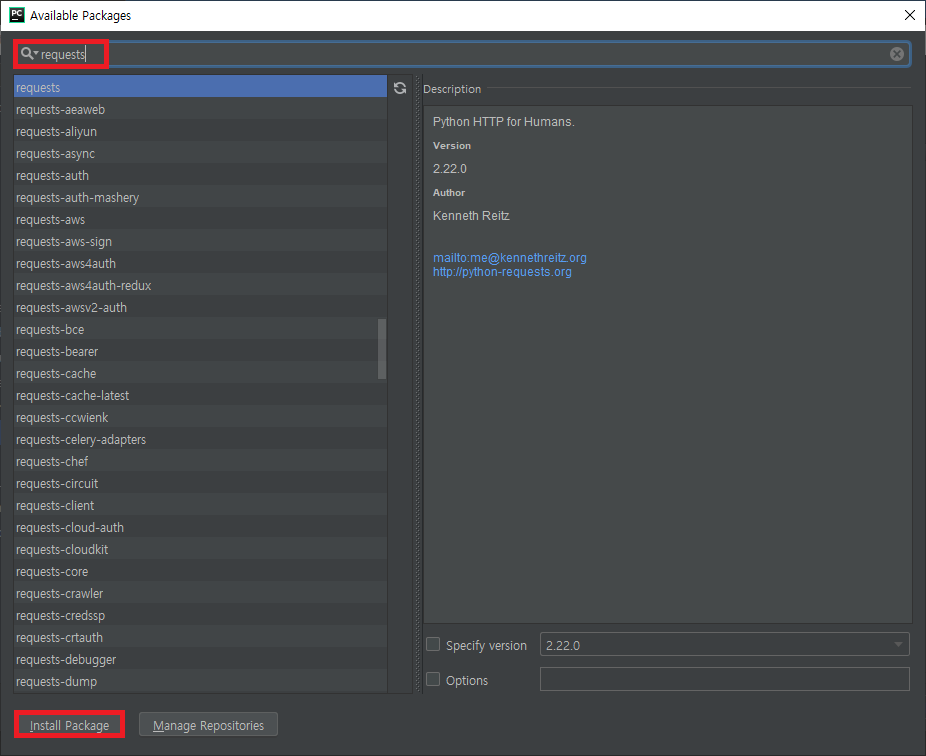 PC Available Packages
requests
requests
requests-aeaweb
requests-aliyun
requests-async
requests-auth
requests-auth-mashery
requests-aws
requests-aws-sign
requests-aws4auth
requests-aws4auth-redux
requests-awsv2-auth
requests-bce
requests-bearer
requests-cache
requests-cache-latest
requests-ccwienk
requests-celery-adapters
requests-chef
requests-circuit
requests-client
requests-cloud-auth
requests-cloudkit
requests-core
requests-crawler
requests-credssp
requests-crtauth
requests-debugger
requests-dump
Description
Python HTTP for Humans.
Version
2.22.0
Author
Kenneth Reitz
mailto:me@kennethreitz.org
http://python-requests.org
Specify version 2.22.0
Options
Install Package Manage Repositories